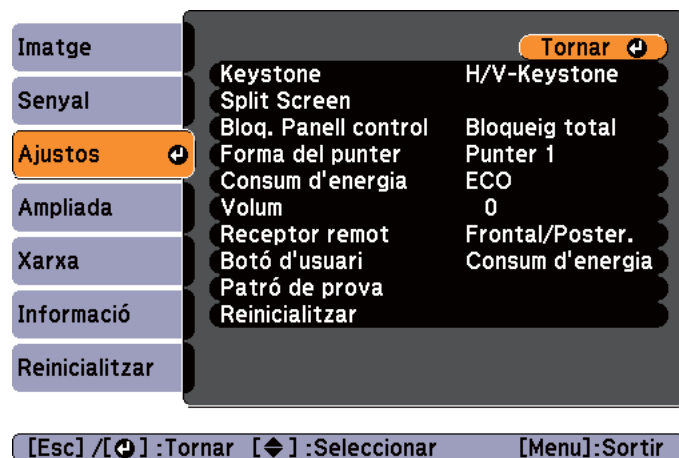 Imatge
Senyal
Ajustos
Ampliada
Xarxa
Informació
Reinicialitzar
Tornar
Keystone H/V-Keystone
Split Screen
Bloq. Panell control Bloqueig total
Forma del punter Punter 1
Consum d'energia ECO
Volum 0
Receptor remot Frontal/Poster.
Botó d'usuari Consum d'energia
Patró de prova
Reinicialitzar
[Esc] /[⏎] :Tornar [◆] :Seleccionar [Menu]:Sortir